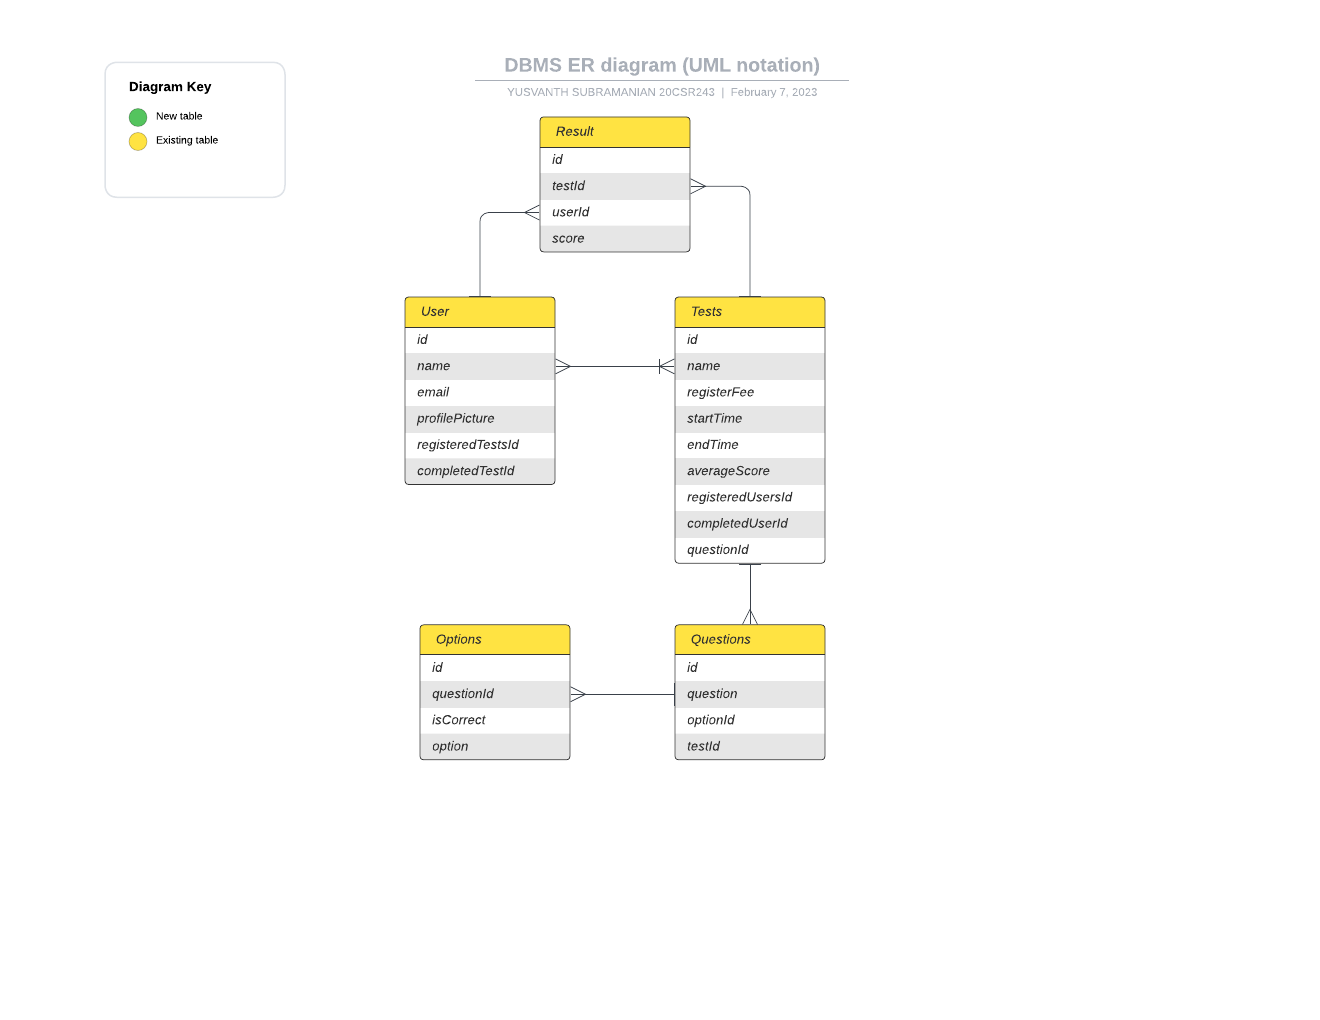 DBMS ER diagram (UML notation)
YUSVANTH SUBRAMANIAN 20CSR243 | February 7, 2023
Diagram Key
New table
Existing table
Result
id
testId
userId
score
User
id
name
email
profilePicture
registeredTestsId
completedTestId
Tests
id
name
registerFee
startTime
endTime
averageScore
registeredUsersId
completedUserId
questionId
Options
id
questionId
isCorrect
option
Questions
id
question
optionId
testId